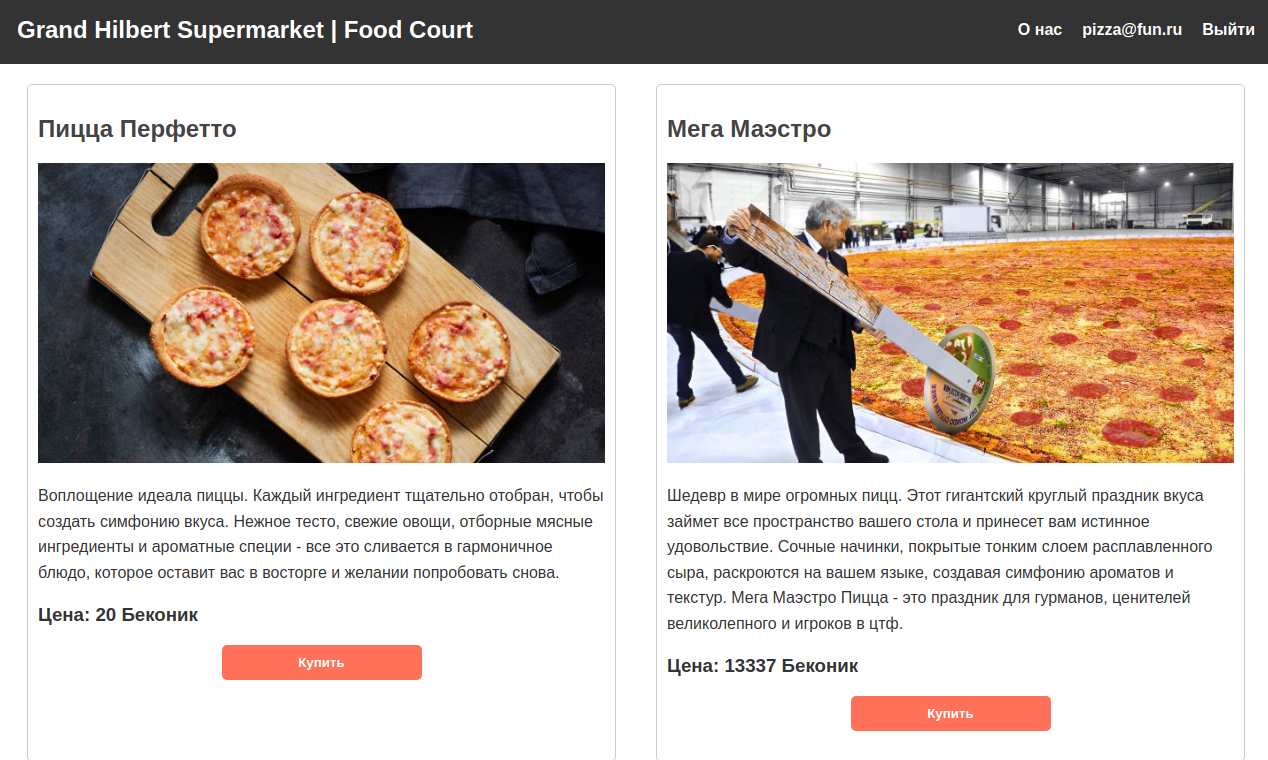 Grand Hilbert Supermarket | Food Court
О нас
pizza@fun.ru
Выйти
Пицца Перфетто
Воплощение идеала пиццы. Каждый ингредиент тщательно отобран, чтобы
создать симфонию вкуса. Нежное тесто, свежие овощи, отборные мясные
ингредиенты и ароматные специи - все это сливается в гармоничное
блюдо, которое оставит вас в восторге и желании попробовать снова.
Цена: 20 Беконик
Купить
Мега Маэстро
Шедевр в мире огромных пицц. Этот гигантский круглый праздник вкуса
займет все пространство вашего стола и принесет вам истинное
удовольствие. Сочные начинки, покрытые тонким слоем расплавленного
сыра, раскроются на вашем языке, создавая симфонию ароматов и
текстур. Мега Маэстро Пицца - это праздник для гурманов, ценителей
великолепного и игроков в цтф.
Цена: 13337 Беконик
Купить